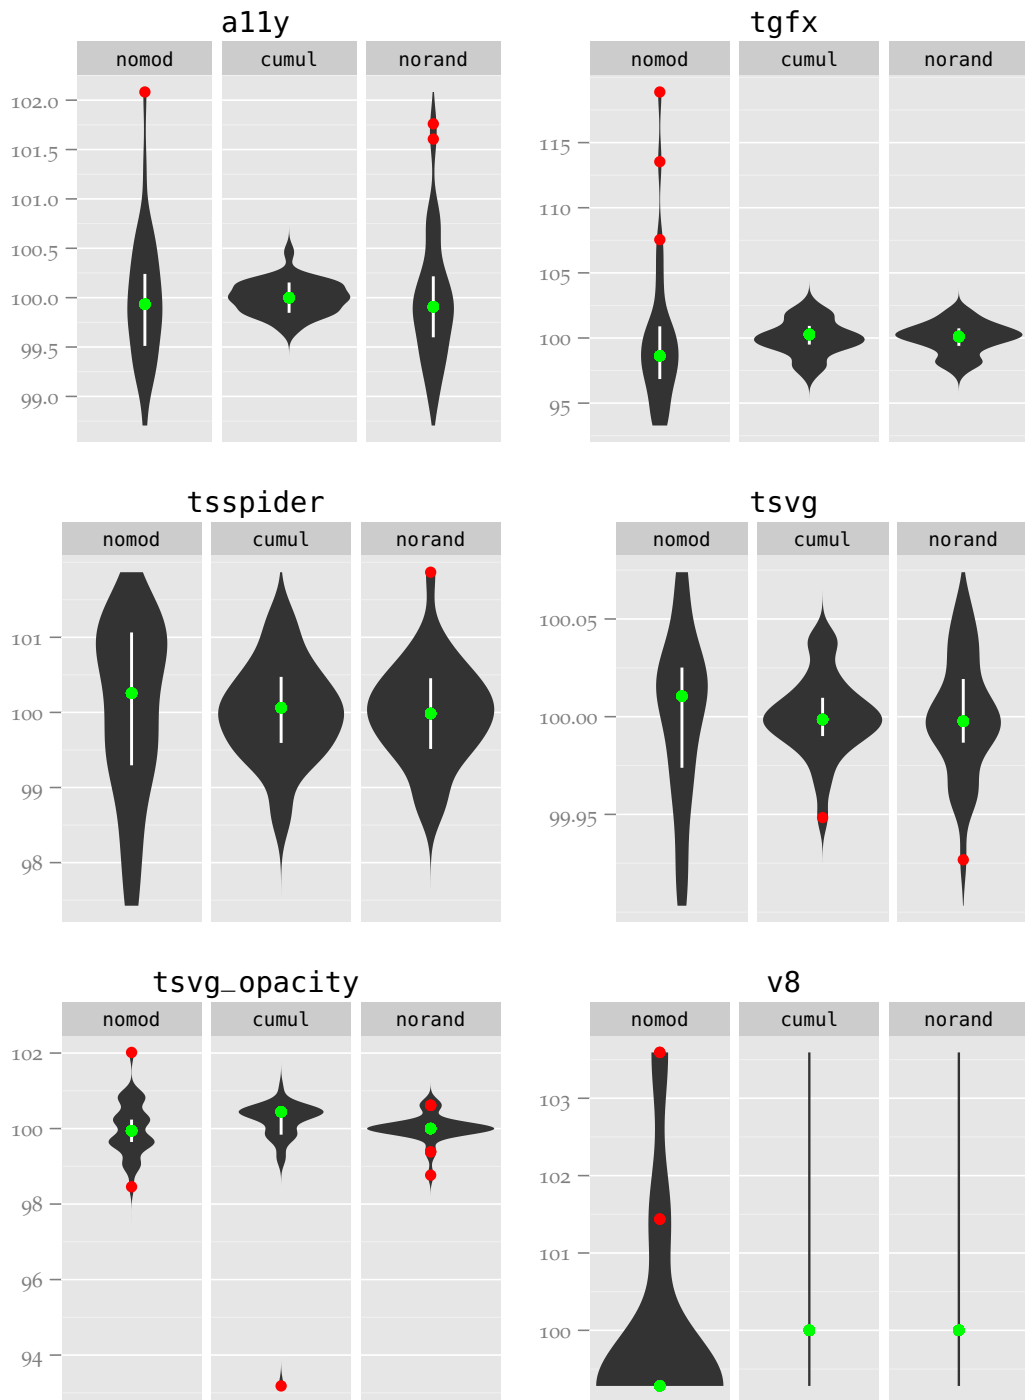 a11y
nomod cumul norand
102.0
101.5
101.0
100.5
100.0
99.5
99.0
tgfx
nomod cumul norand
115
110
105
100
95
tsspider
nomod cumul norand
101
100
99
98
tsvg
nomod cumul norand
100.05
100.00
99.95
tsvg_opacity
nomod cumul norand
102
100
98
96
94
v8
nomod cumul norand
103
102
101
100